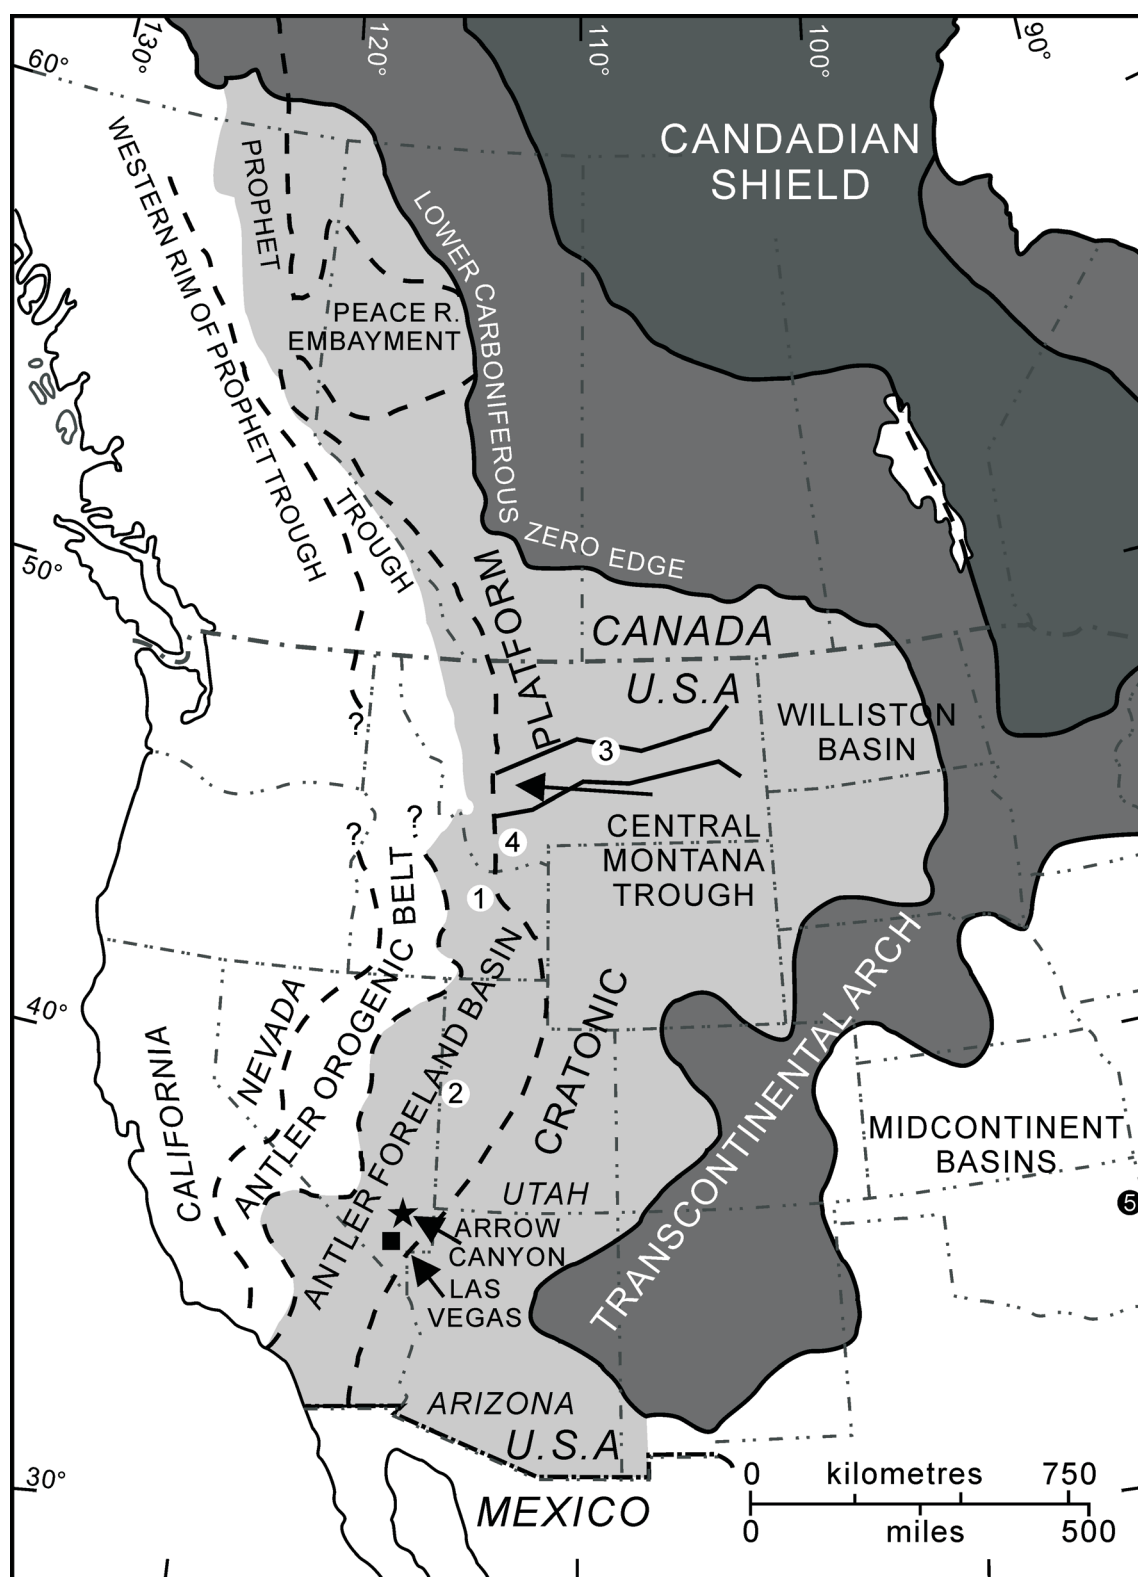 130°
120°
110°
100°
90°
60°
CANDADIAN
SHIELD
WESTERN RIM OF PROPHET TROUGH
PROPHET
LOWER CARBONIFEROUS
ZERO EDGE
PEACE R.
EMBAYMENT
TROUGH
50°
PLATFORM
CANADA
U.S.A
WILLISTON
BASIN
?
3
?
?
4
CENTRAL
MONTANA
TROUGH
1
ANTLER OROGENIC BELT
ANTLER FORELAND BASIN
40°
NEVADA
CALIFORNIA
CRATONIC
2
TRANSCONTINENTAL ARCH
MIDCONTINENT
BASINS
5
UTAH
ARROW
CANYON
LAS
VEGAS
ARIZONA
U.S.A
30°
MEXICO
0 kilometres 750
0 miles 500